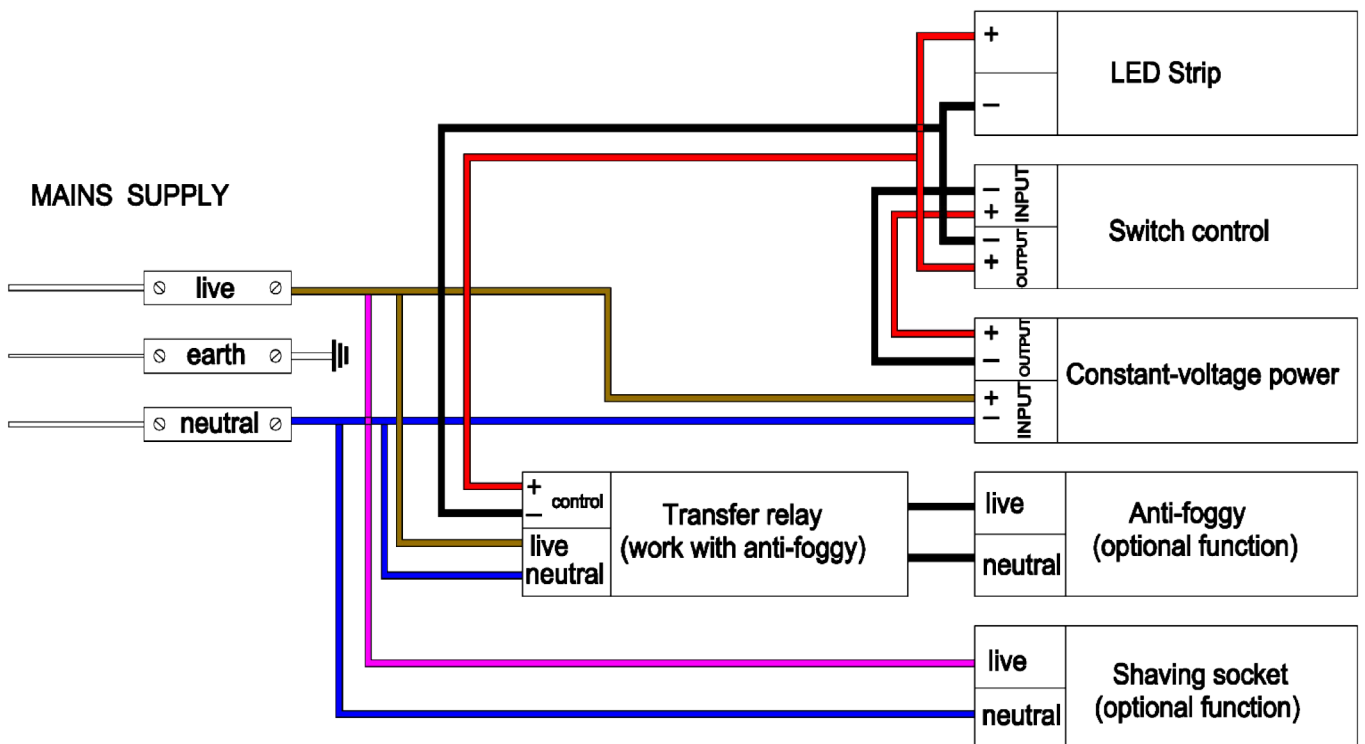 +
LED Strip
−
MAINS SUPPLY
−
+
INPUT
−
+
OUTPUT
Switch control
live
earth
neutral
+
−
OUTPUT
+
−
INPUT
Constant-voltage power
+
−
control
live
neutral
Transfer relay
(work with anti-foggy)
live
neutral
Anti-foggy
(optional function)
live
neutral
Shaving socket
(optional function)